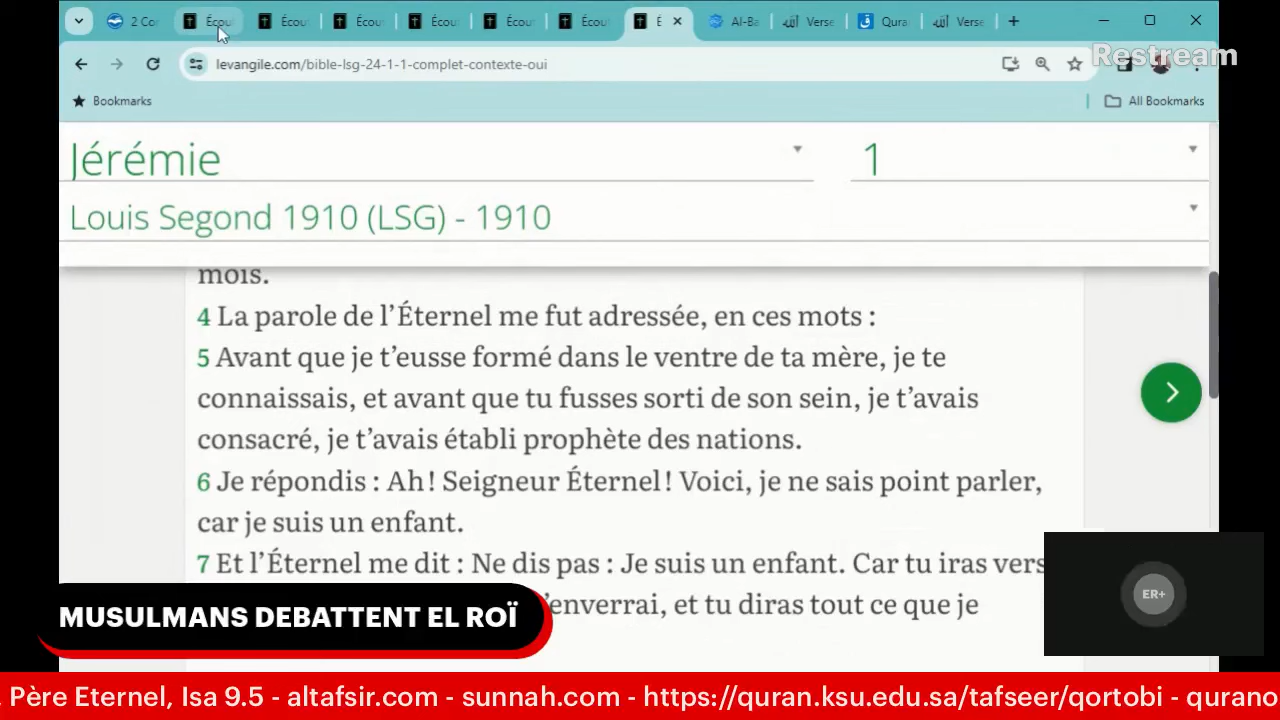 2 Co
Écou
Écou
Écou
Écou
Écou
Écou
É
Al-Ba
Verse
Qura
Verse
levangile.com/bible-lsg-24-1-1-complet-contexte-oui
Restream
Bookmarks
All Bookmarks
Jérémie
1
Louis Segond 1910 (LSG) - 1910
mois.
4 La parole de l’Éternel me fut adressée, en ces mots :
5 Avant que je t’eusse formé dans le ventre de ta mère, je te
connaissais, et avant que tu fusses sorti de son sein, je t’avais
consacré, je t’avais établi prophète des nations.
6 Je répondis : Ah! Seigneur Éternel! Voici, je ne sais point parler,
car je suis un enfant.
7 Et l’Éternel me dit : Ne dis pas : Je suis un enfant. Car tu iras vers
’enverrai, et tu diras tout ce que je
ER+
MUSULMANS DEBATTENT EL ROÏ
, Père Eternel, Isa 9.5 - altafsir.com - sunnah.com - https://quran.ksu.edu.sa/tafseer/qortobi - qurano